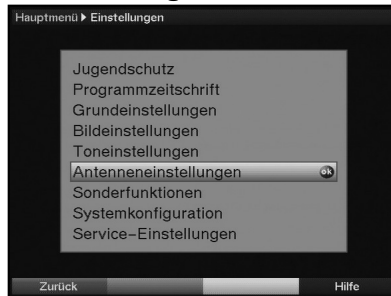 Hauptmenü ▶ Einstellungen
Jugendschutz
Programmzeitschrift
Grundeinstellungen
Bildeinstellungen
Toneinstellungen
Antenneneinstellungen ok
Sonderfunktionen
Systemkonfiguration
Service-Einstellungen
Zurück Hilfe